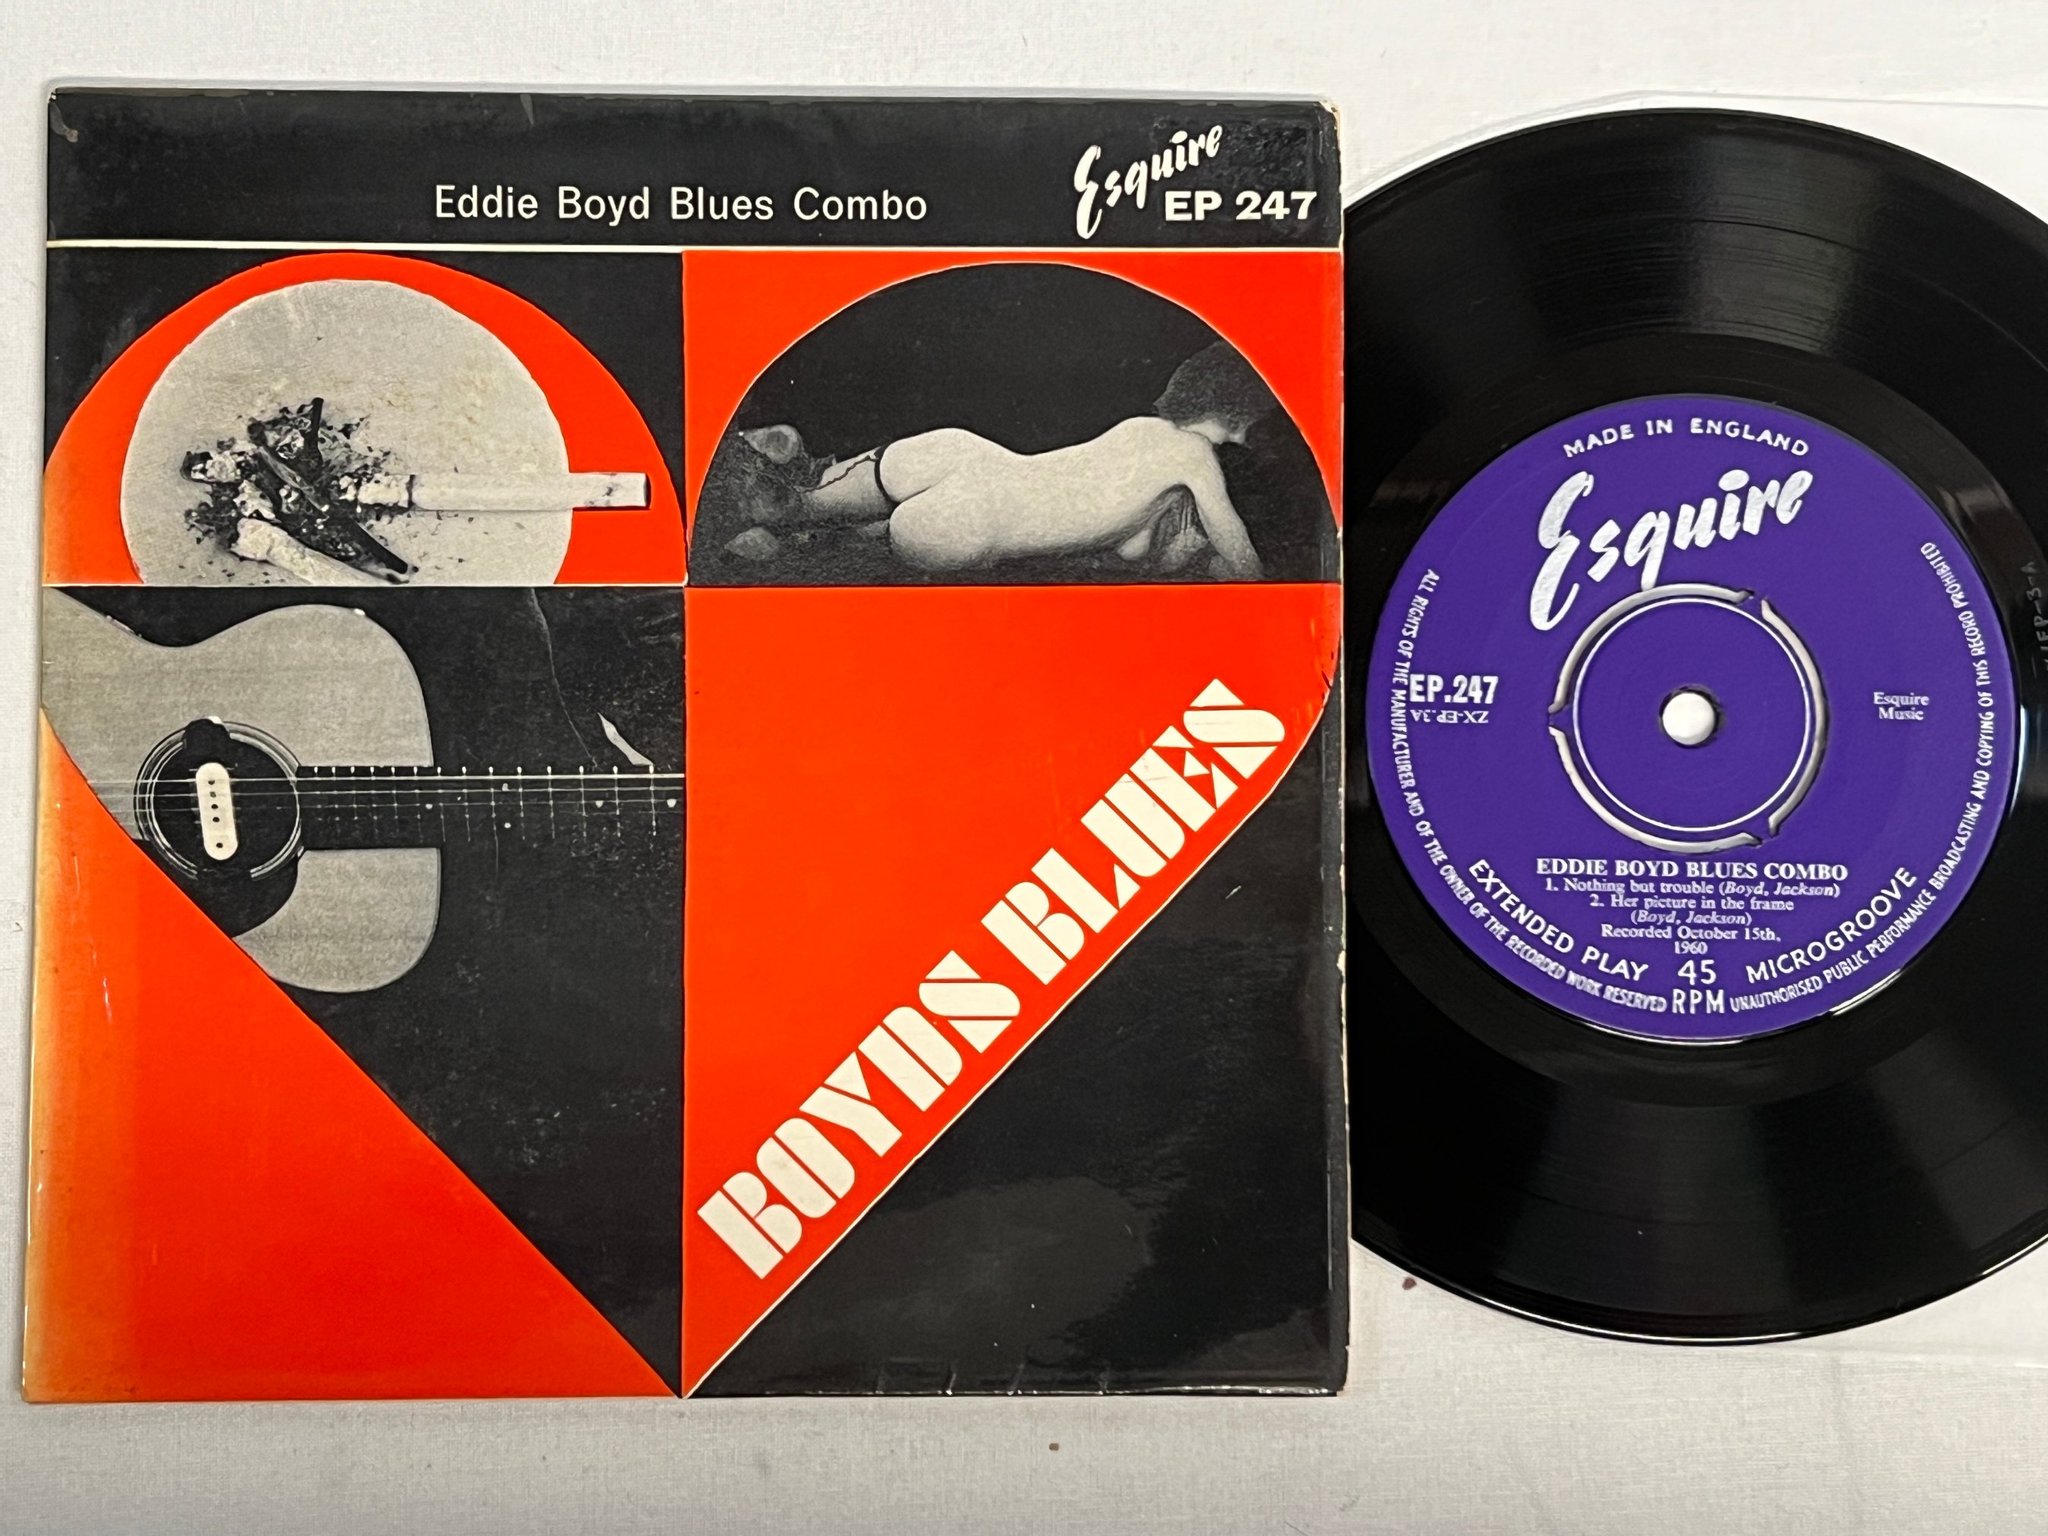 Eddie Boyd Blues Combo
Esquire
EP 247
BOYDS BLUES
MADE IN ENGLAND
Esquire
EP.247
ZX-EP.3A
Esquire
Music
EDDIE BOYD BLUES COMBO
1. Nothing but trouble (Boyd, Jackson)
2. Her picture in the frame
(Boyd, Jackson)
Recorded October 15th,
1960
EXTENDED PLAY 45 MICROGROOVE
RPM
ALL RIGHTS OF THE MANUFACTURER AND OF THE OWNER OF THE RECORDED WORK RESERVED
UNAUTHORISED PUBLIC PERFORMANCE BROADCASTING AND COPYING OF THIS RECORD PROHIBITED